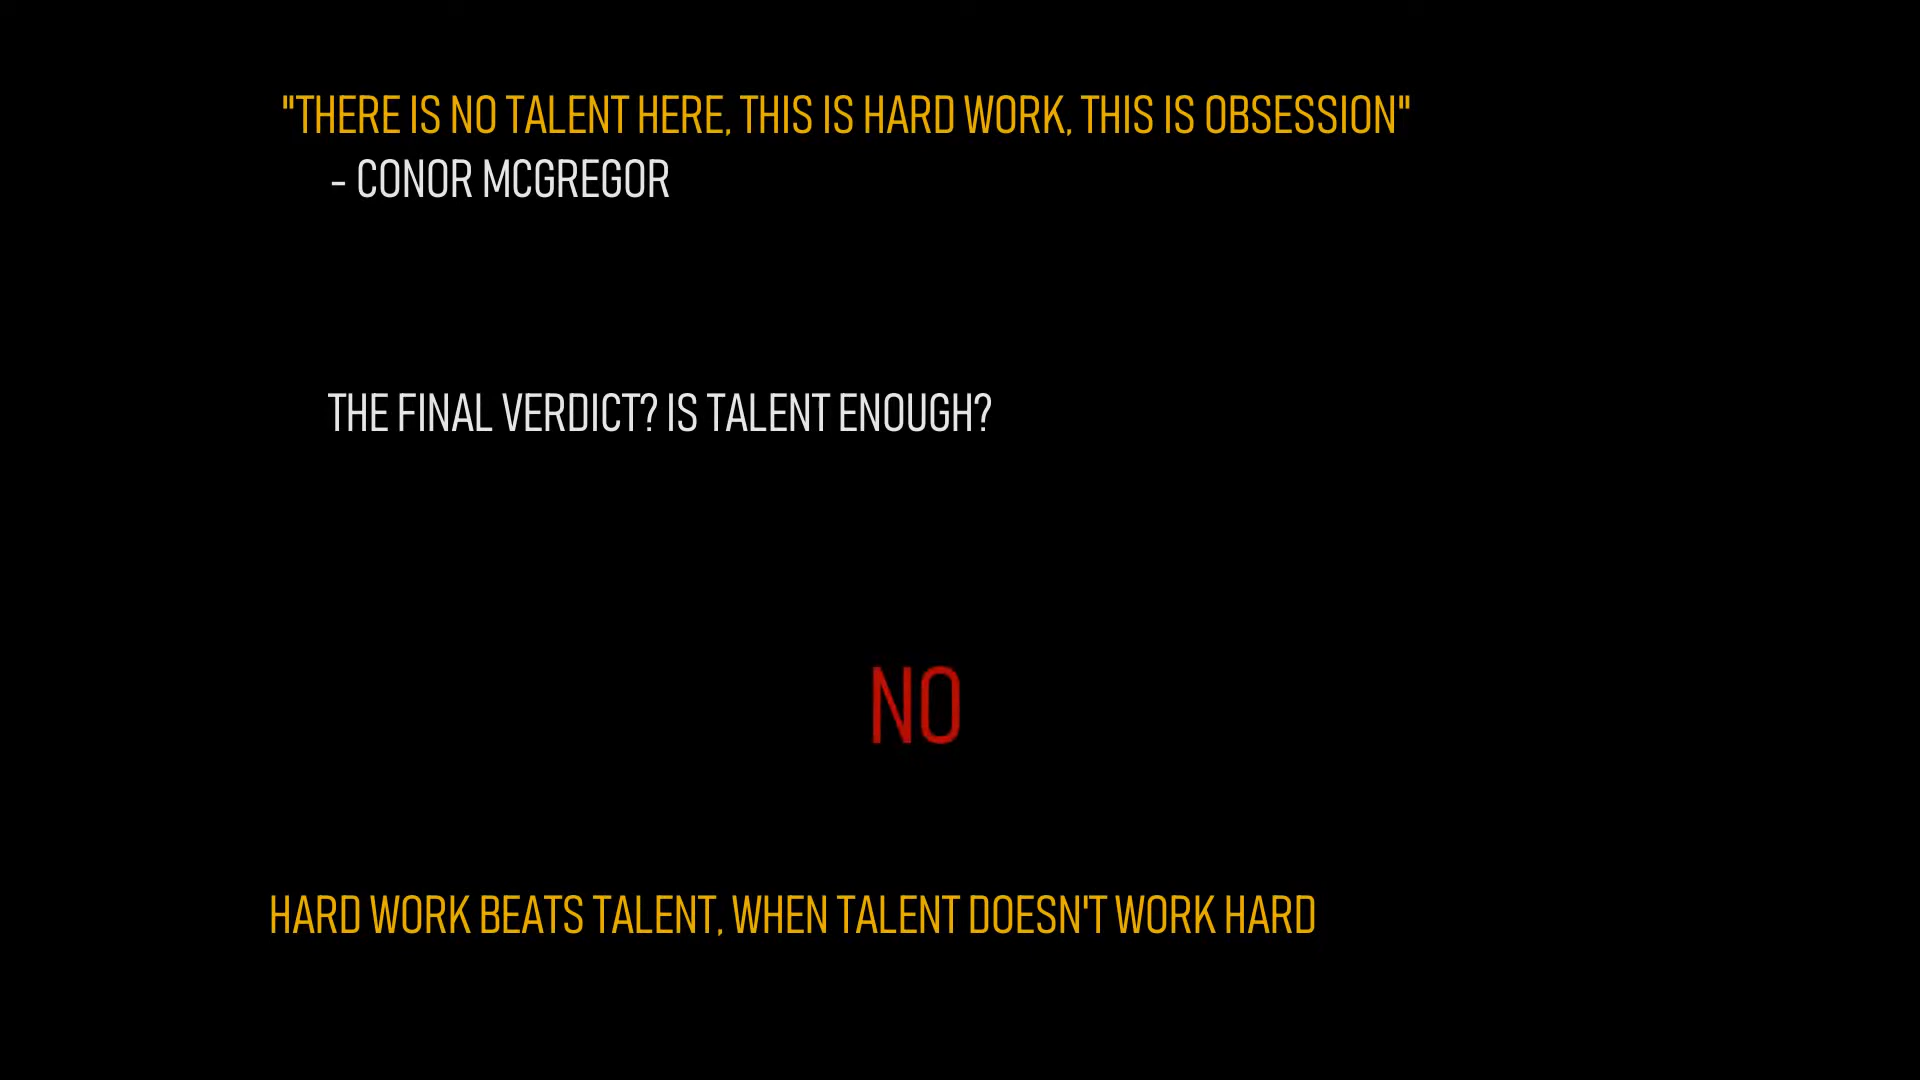 "THERE IS NO TALENT HERE, THIS IS HARD WORK, THIS IS OBSESSION"
- CONOR MCGREGOR
THE FINAL VERDICT? IS TALENT ENOUGH?
NO
HARD WORK BEATS TALENT, WHEN TALENT DOESN'T WORK HARD